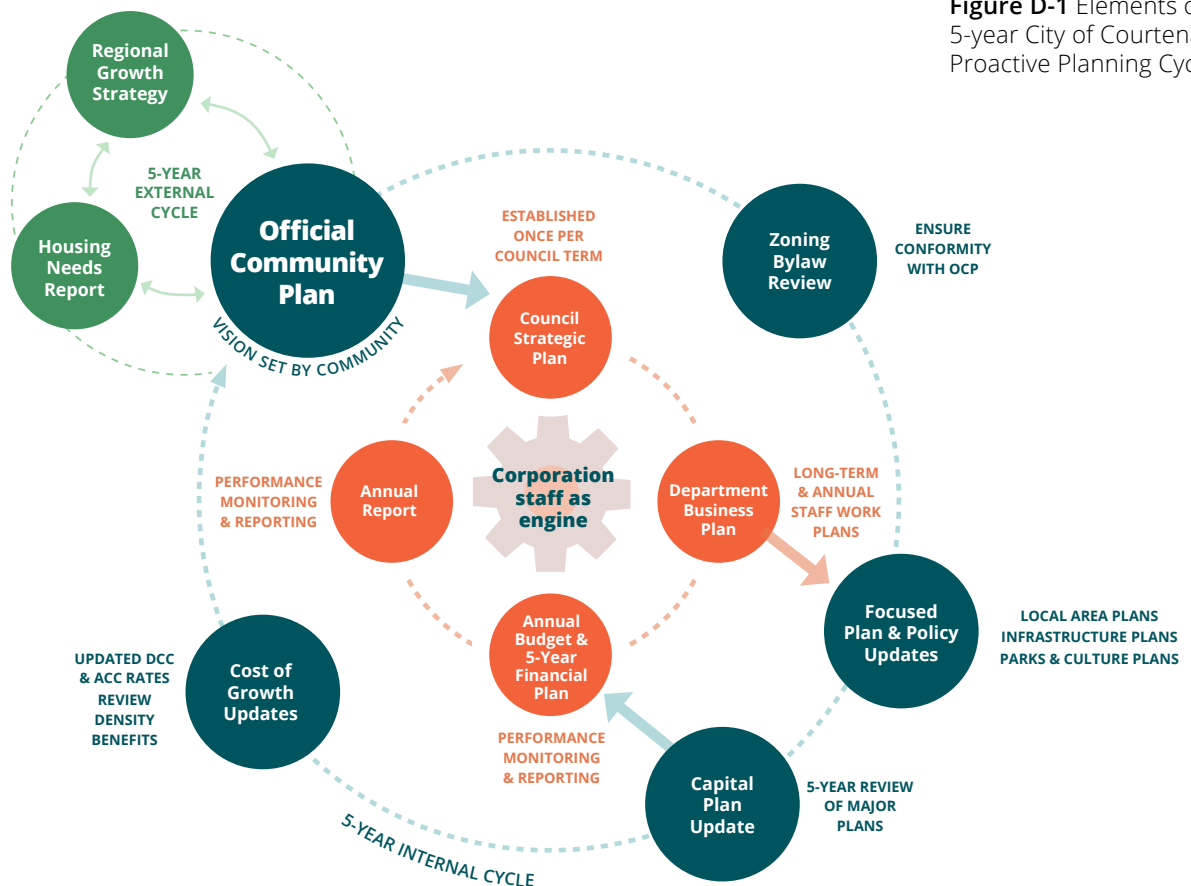 Figure D-1 Elements o
5-year City of Courtena
Proactive Planning Cyc
Regional
Growth
Strategy
5-YEAR
EXTERNAL
CYCLE
Housing
Needs
Report
Official
Community
Plan
VISION SET BY COMMUNITY
ESTABLISHED
ONCE PER
COUNCIL TERM
Council
Strategic
Plan
Zoning
Bylaw
Review
ENSURE
CONFORMITY
WITH OCP
PERFORMANCE
MONITORING
& REPORTING
Annual
Report
Corporation
staff as
engine
Department
Business
Plan
LONG-TERM
& ANNUAL
STAFF WORK
PLANS
Focused
Plan & Policy
Updates
LOCAL AREA PLANS
INFRASTRUCTURE PLANS
PARKS & CULTURE PLANS
Annual
Budget &
5-Year
Financial
Plan
PERFORMANCE
MONITORING
& REPORTING
UPDATED DCC
& ACC RATES
REVIEW
DENSITY
BENEFITS
Cost of
Growth
Updates
Capital
Plan
Update
5-YEAR REVIEW
OF MAJOR
PLANS
5-YEAR INTERNAL CYCLE